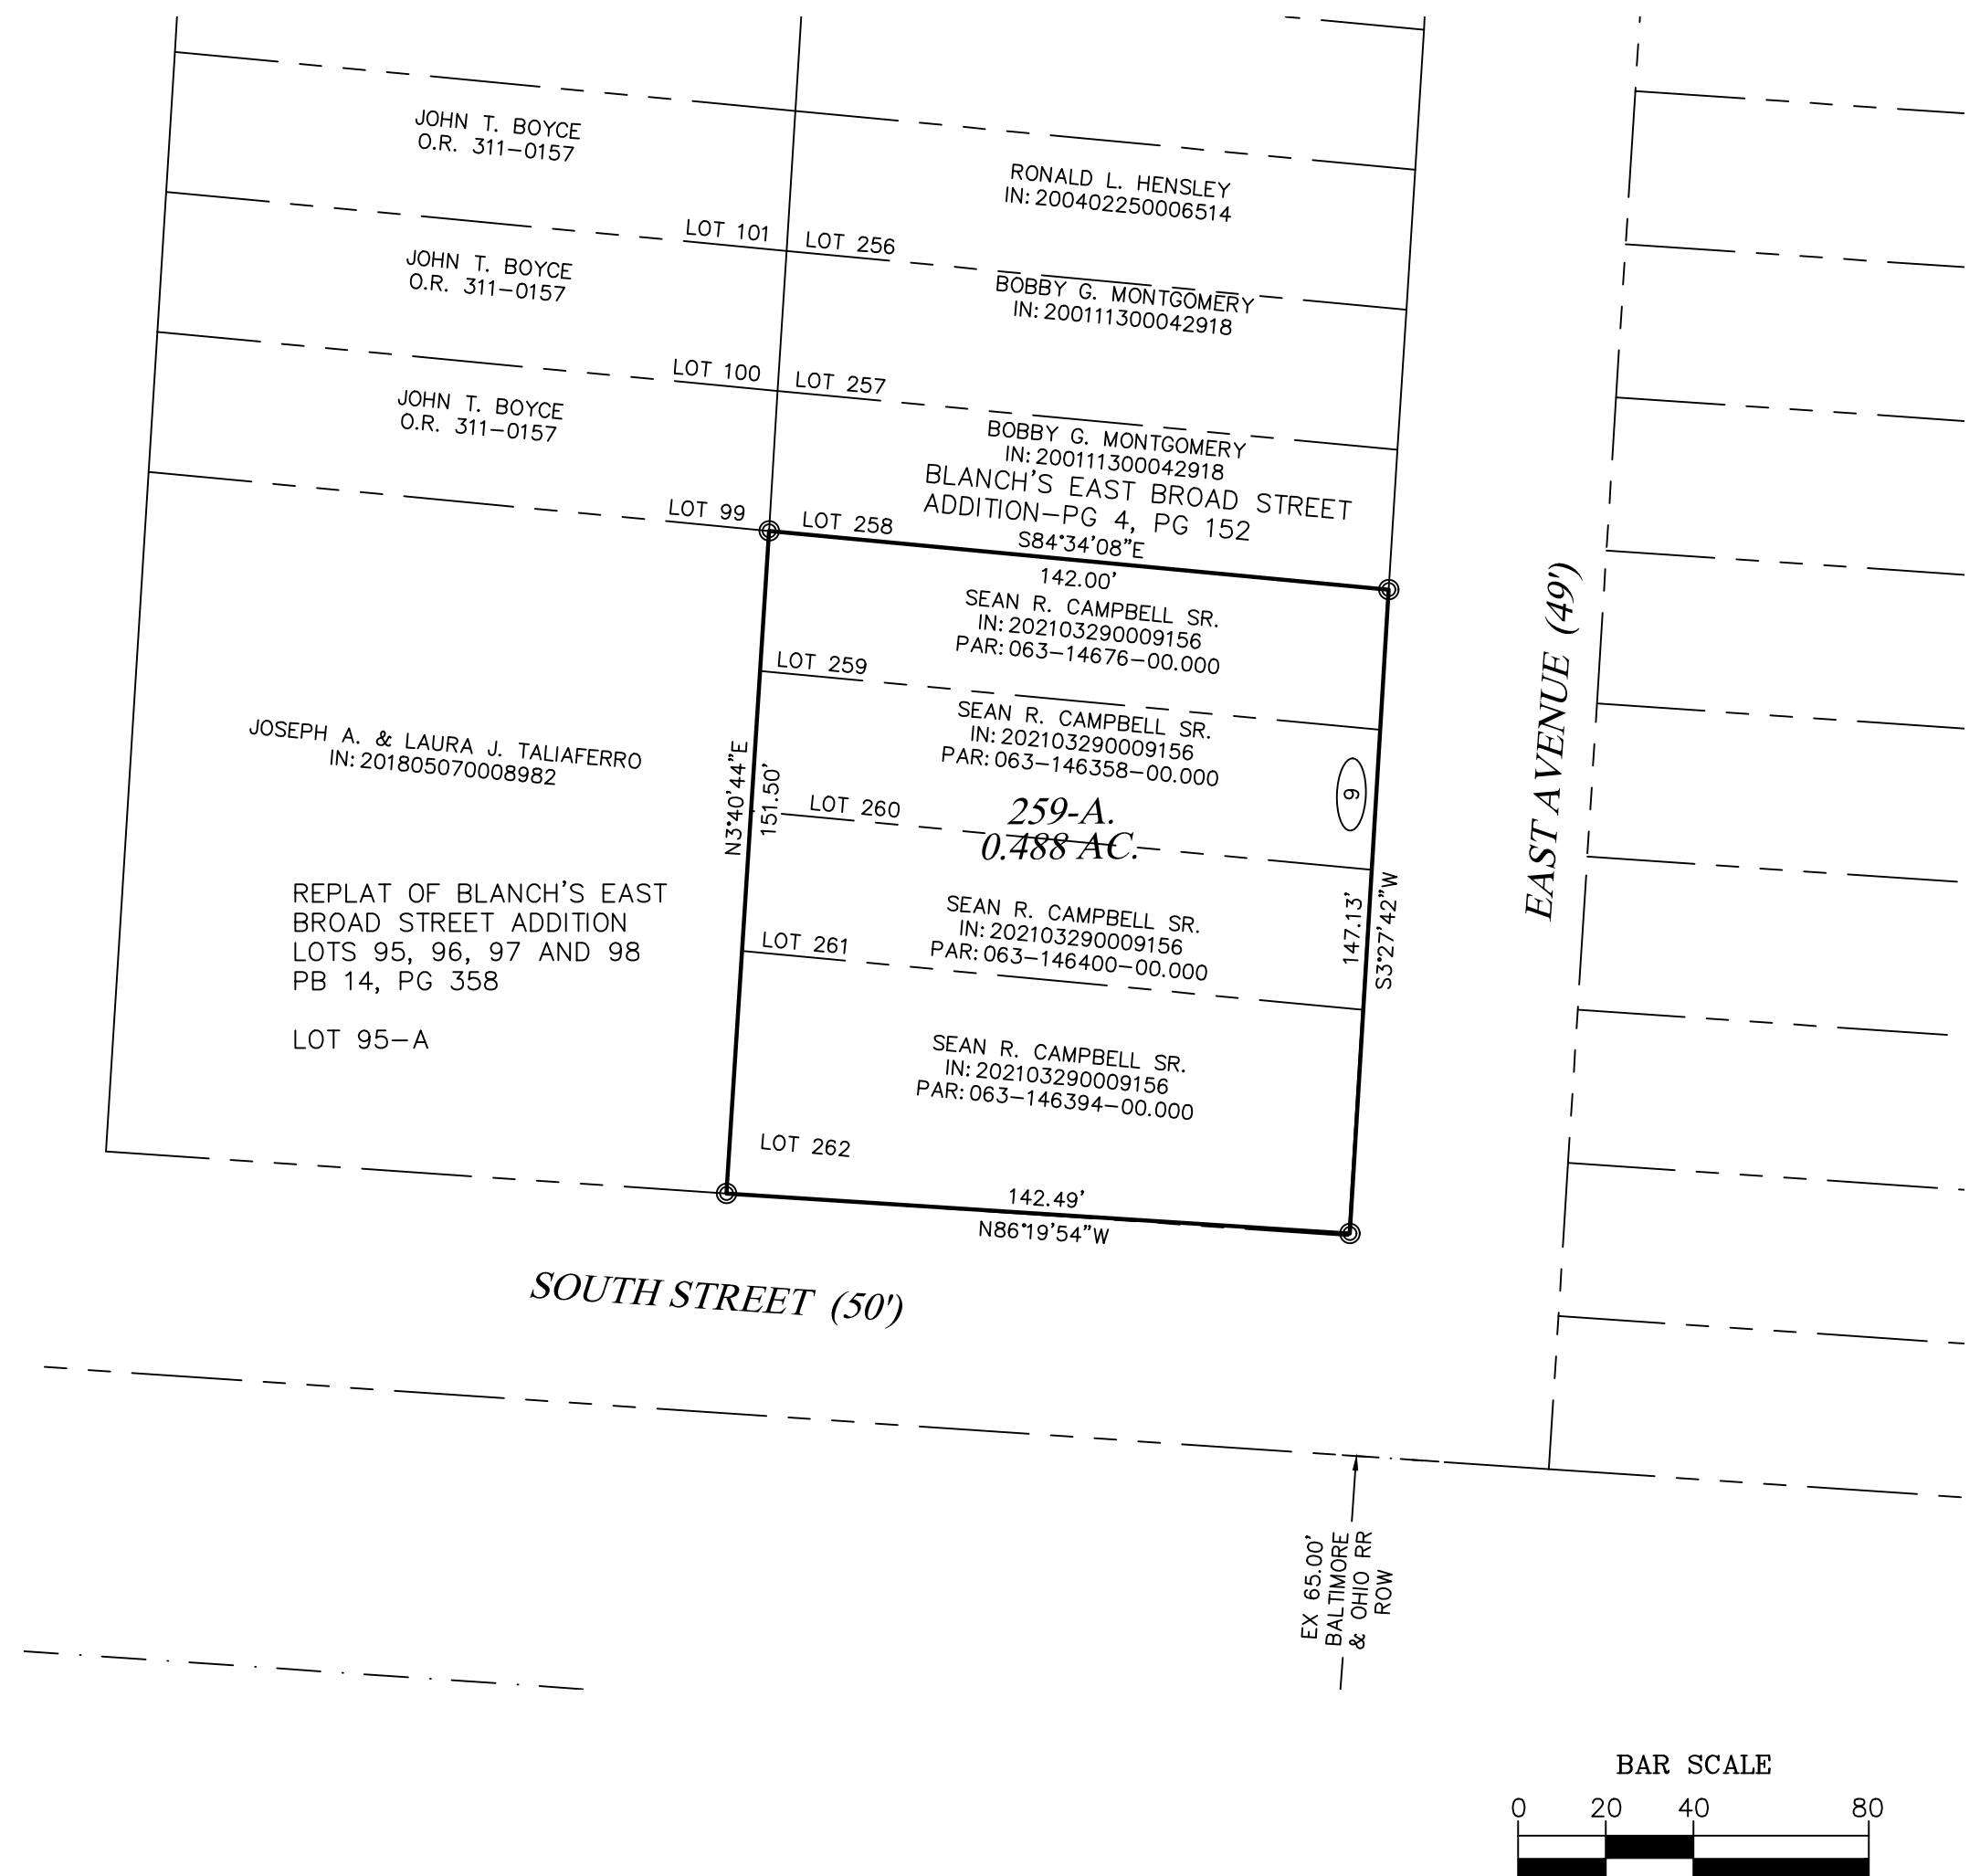 JOHN T. BOYCE
O.R. 311-0157
RONALD L. HENSLEY
IN: 200402250006514
LOT 101
LOT 256
JOHN T. BOYCE
O.R. 311-0157
BOBBY G. MONTGOMERY
IN: 200111300042918
LOT 100
LOT 257
JOHN T. BOYCE
O.R. 311-0157
BOBBY G. MONTGOMERY
IN: 200111300042918
BLANCH'S EAST BROAD STREET
ADDITION-PG 4, PG 152
LOT 99
LOT 258
S84°34'08"E
142.00'
SEAN R. CAMPBELL SR.
IN: 202103290009156
PAR: 063-14676-00.000
LOT 259
SEAN R. CAMPBELL SR.
IN: 202103290009156
PAR: 063-146358-00.000
JOSEPH A. & LAURA J. TALIAFERRO
IN: 201805070008982
N3°40'44"E
151.50'
LOT 260
259-A.
0.488 AC.
9
EAST AVENUE (49')
REPLAT OF BLANCH'S EAST
BROAD STREET ADDITION
LOTS 95, 96, 97 AND 98
PB 14, PG 358
LOT 95-A
SEAN R. CAMPBELL SR.
IN: 202103290009156
PAR: 063-146400-00.000
LOT 261
147.13'
S3°27'42"W
SEAN R. CAMPBELL SR.
IN: 202103290009156
PAR: 063-146394-00.000
LOT 262
142.49'
N86°19'54"W
SOUTH STREET (50')
EX 65.00'
BALTIMORE
& OHIO RR
ROW
BAR SCALE
0 20 40 80